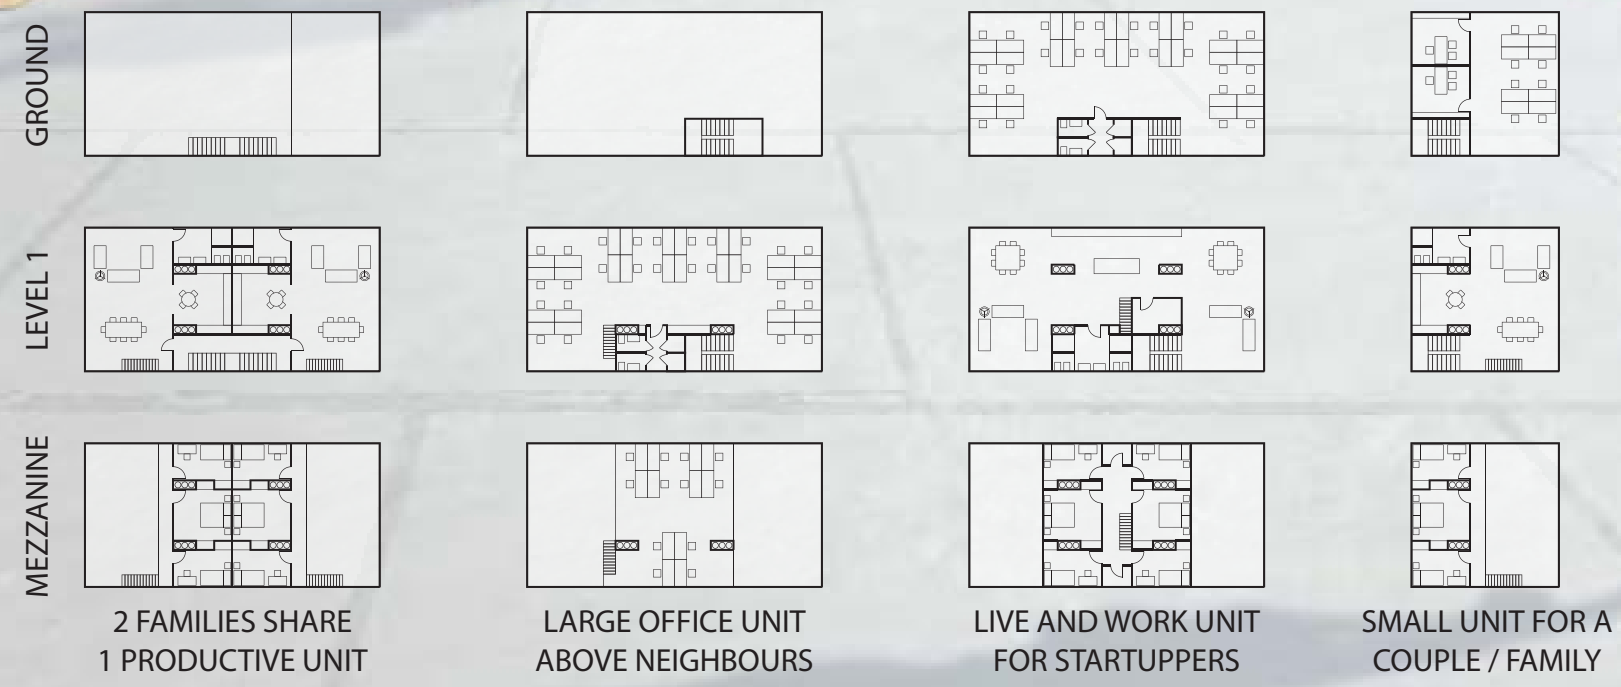 GROUND
LEVEL 1
MEZZANINE
2 FAMILIES SHARE
1 PRODUCTIVE UNIT
LARGE OFFICE UNIT
ABOVE NEIGHBOURS
LIVE AND WORK UNIT
FOR STARTUPPERS
SMALL UNIT FOR A
COUPLE / FAMILY